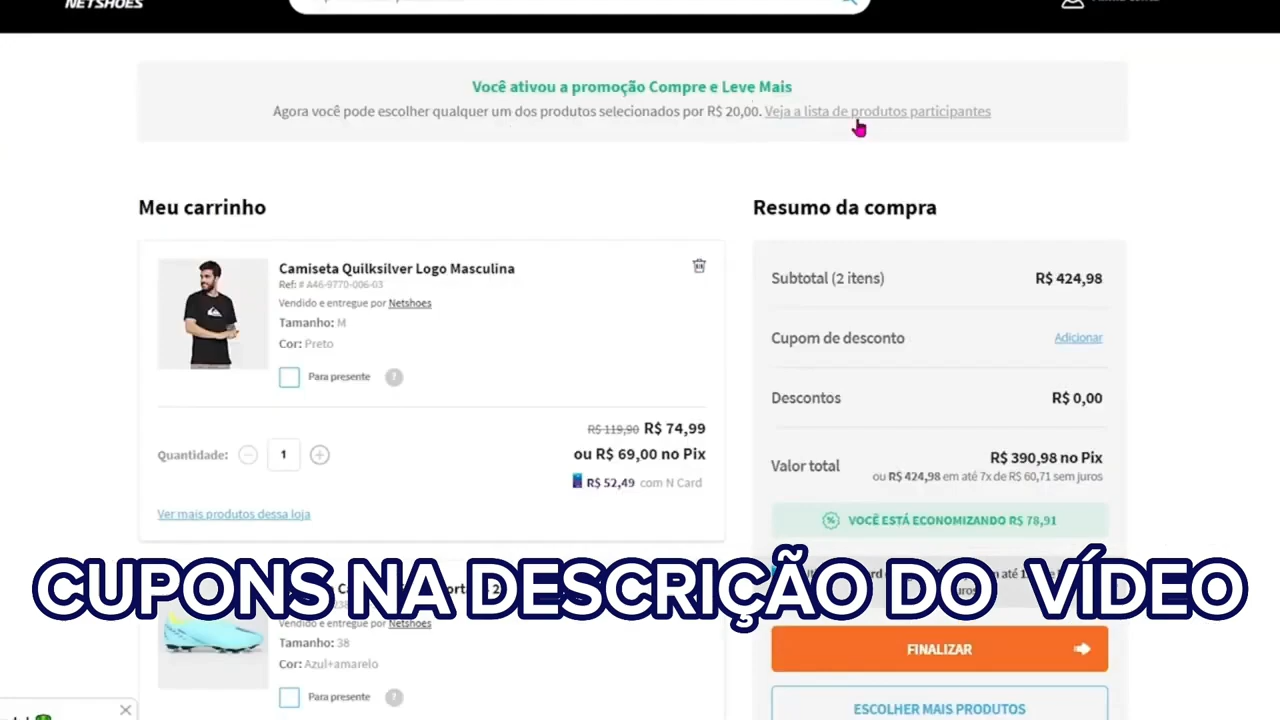 NETSHOES
Você ativou a promoção Compre e Leve Mais
Agora você pode escolher qualquer um dos produtos selecionados por R$ 20,00. Veja a lista de produtos participantes
Meu carrinho
Camiseta Quilksilver Logo Masculina
Ref: # A46-9770-006-03
Vendido e entregue por Netshoes
Tamanho: M
Cor: Preto
Para presente ?
R$ 119,90 R$ 74,99
Quantidade: − 1 +
ou R$ 69,00 no Pix
R$ 52,49 com N Card
Ver mais produtos dessa loja
Resumo da compra
Subtotal (2 itens) R$ 424,98
Cupom de desconto Adicionar
Descontos R$ 0,00
Valor total R$ 390,98 no Pix
ou R$ 424,98 em até 7x de R$ 60,71 sem juros
VOCÊ ESTÁ ECONOMIZANDO R$ 78,91
CUPONS NA DESCRIÇÃO DO VÍDEO
Vendido e entregue por Netshoes
Tamanho: 38
Cor: Azul+amarelo
Para presente ?
FINALIZAR
ESCOLHER MAIS PRODUTOS